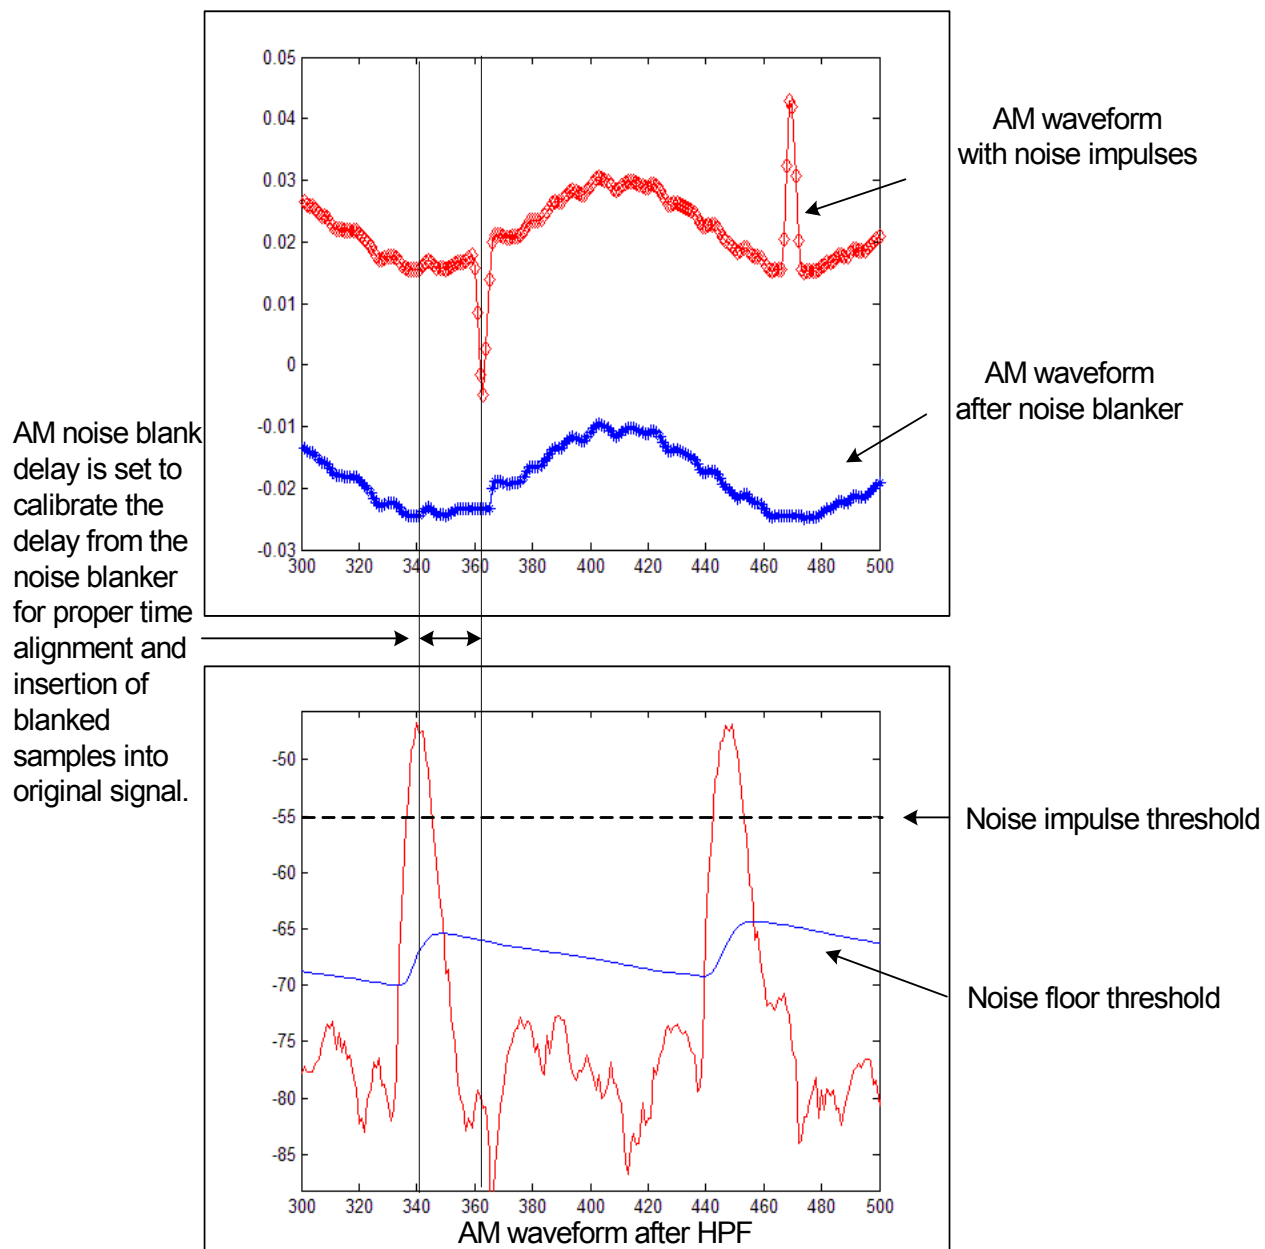 0.05
0.04
0.03
0.02
0.01
0
-0.01
-0.02
-0.03
300 320 340 360 380 400 420 440 460 480 500
AM waveform
with noise impulses
AM waveform
after noise blanker
AM noise blank
delay is set to
calibrate the
delay from the
noise blanker
for proper time
alignment and
insertion of
blanked
samples into
original signal.
-50
-55
-60
-65
-70
-75
-80
-85
300 320 340 360 380 400 420 440 460 480 500
AM waveform after HPF
Noise impulse threshold
Noise floor threshold